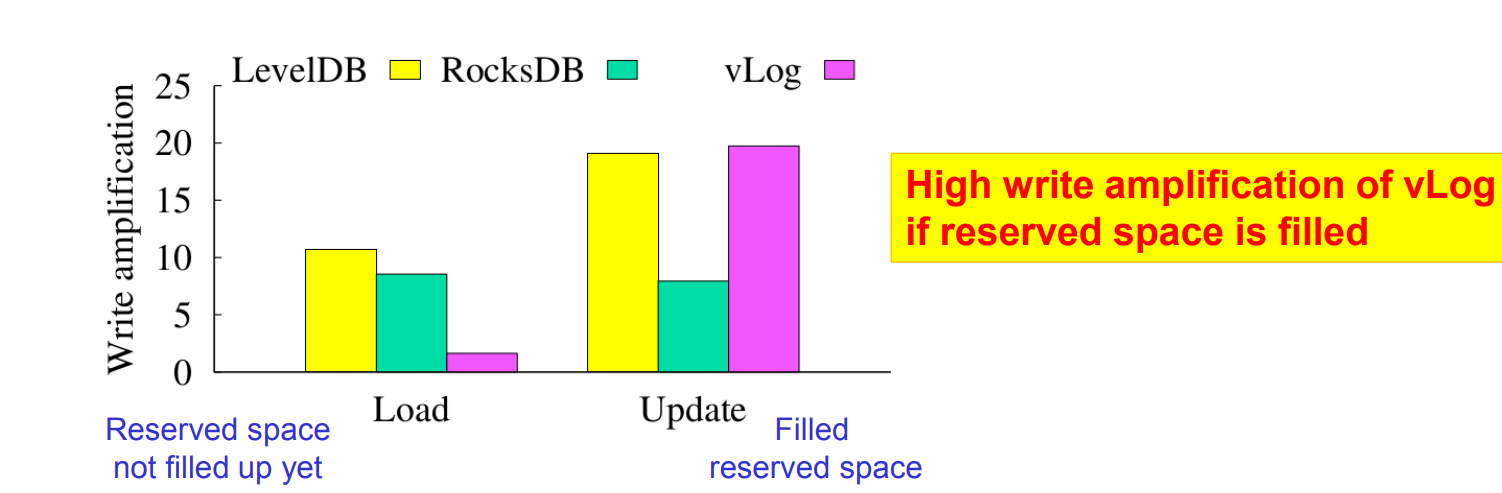 LevelDB RocksDB vLog
Write amplification
25
20
15
10
5
0
Load Update
Reserved space
not filled up yet
Filled
reserved space
High write amplification of vLog
if reserved space is filled